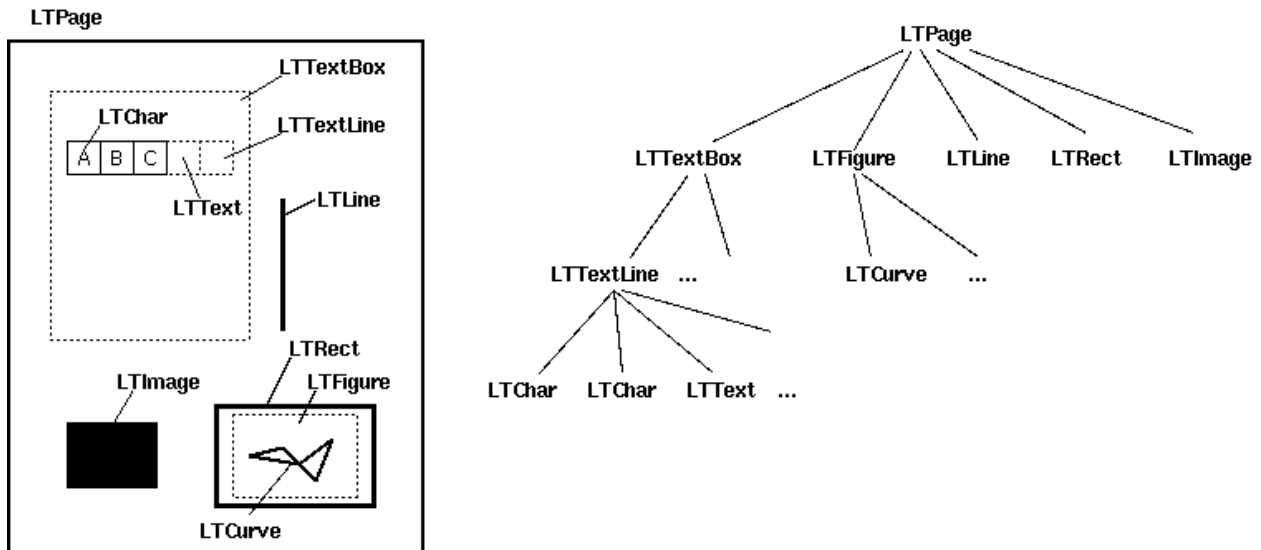 LTPage
LTTextBox
LTChar
LTTextLine
A B C
LTText
LTLine
LTRect
LTImage
LTFigure
LTCurve
LTPage
LTTextBox LTFigure LTLine LTRect LTImage
LTTextLine ... LTCurve ...
LTChar LTChar LTText ...